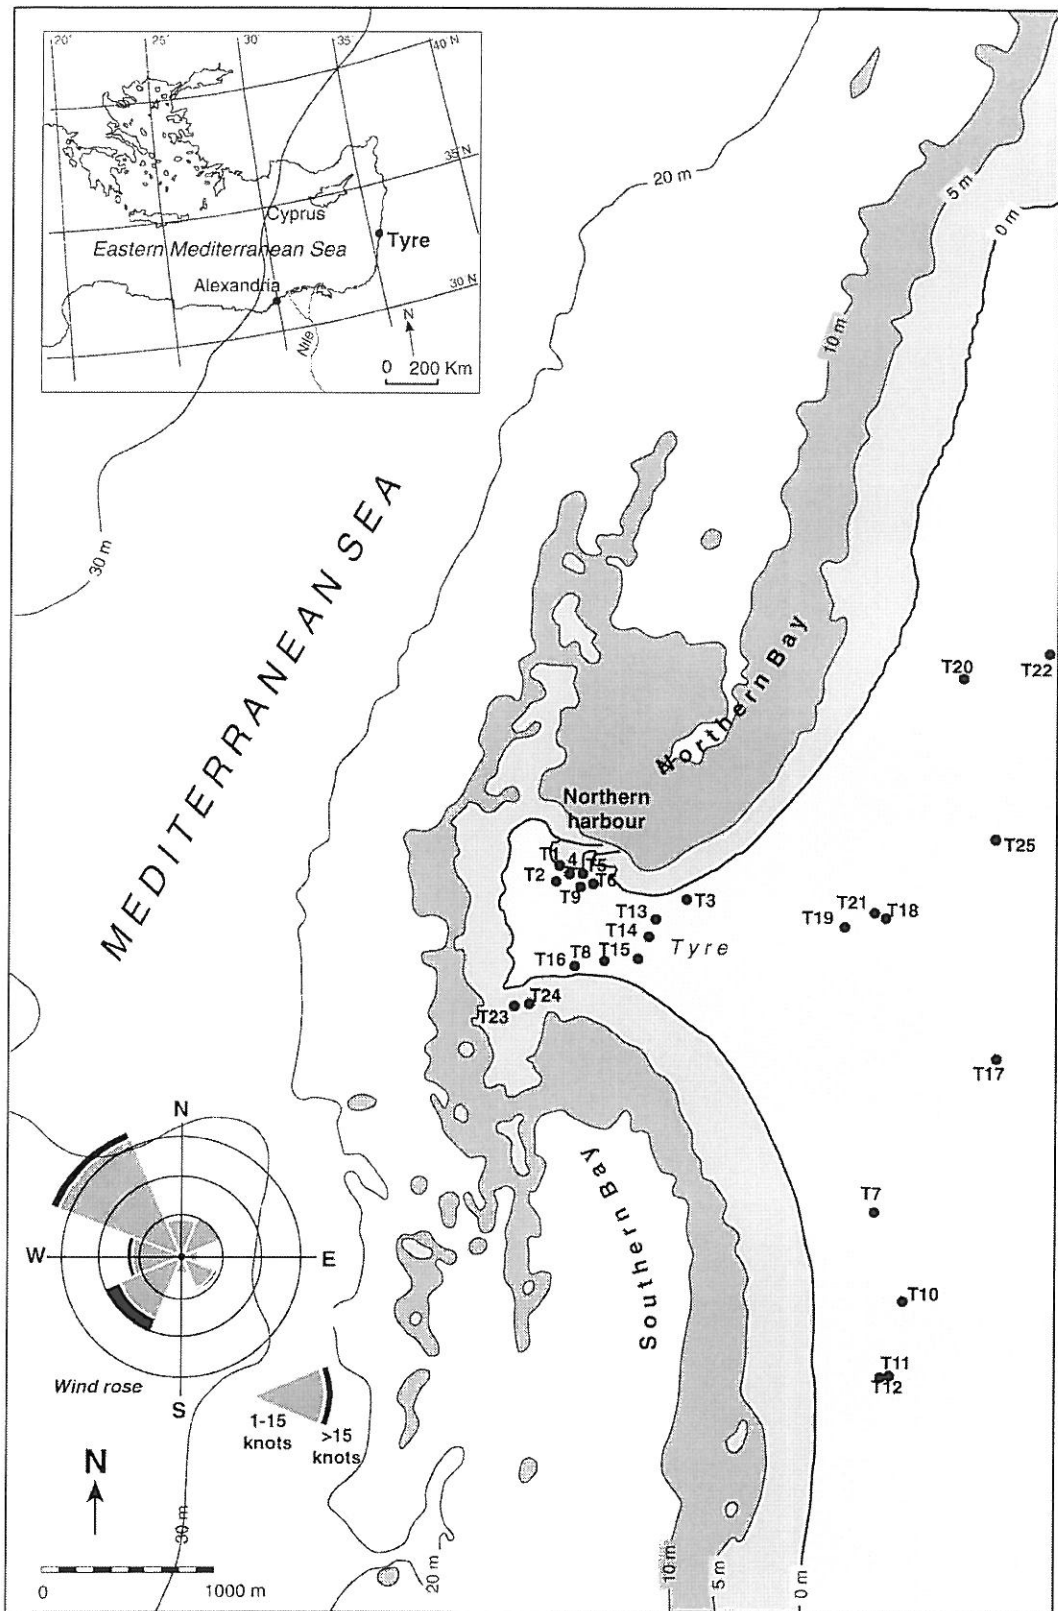 20°
25°
30°
35°
40 N
35 N
Cyprus
Eastern Mediterranean Sea
Tyre
Alexandria
30 N
Nile
N
0 200 Km
20 m
5 m
0 m
10 m
30 m
MEDITERRANEAN SEA
Northern Bay
T20
T22
Northern
harbour
T1
4
T5
T2
T6
T9
T3
T25
T13
T21
T18
T19
T14
Tyre
T16
T8
T15
T24
T23
T17
N
W
E
S
Wind rose
Southern Bay
T7
T10
T11
T12
1-15
knots
>15
knots
N
30 m
0
1000 m
20 m
10 m
5 m
0 m